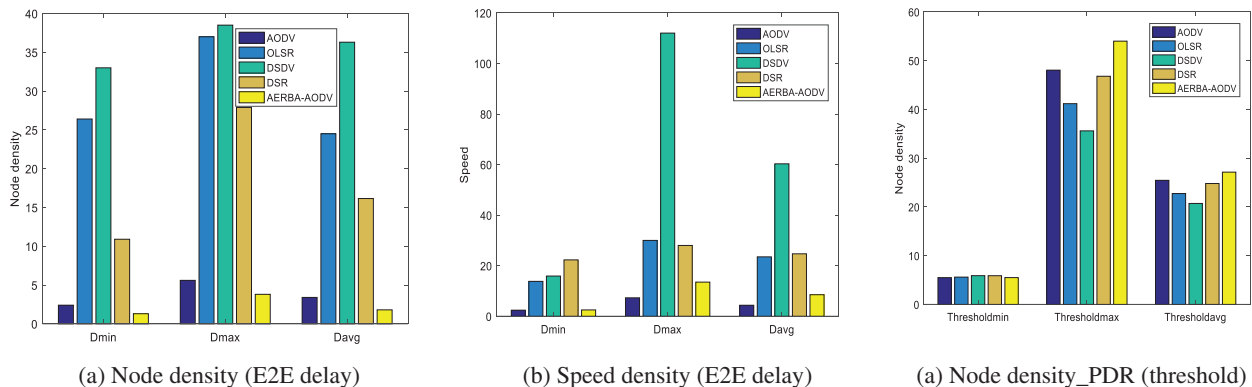 40
35
30
25
20
15
10
5
0
Node density
AODV
OLSR
DSDV
DSR
AERBA-AODV
Dmin Dmax Davg
(a) Node density (E2E delay)
120
100
80
60
40
20
0
Speed
AODV
OLSR
DSDV
DSR
AERBA-AODV
Dmin Dmax Davg
(b) Speed density (E2E delay)
60
50
40
30
20
10
0
Node density
AODV
OLSR
DSDV
DSR
AERBA-AODV
Thresholdmin Thresholdmax Thresholdavg
(a) Node density_PDR (threshold)